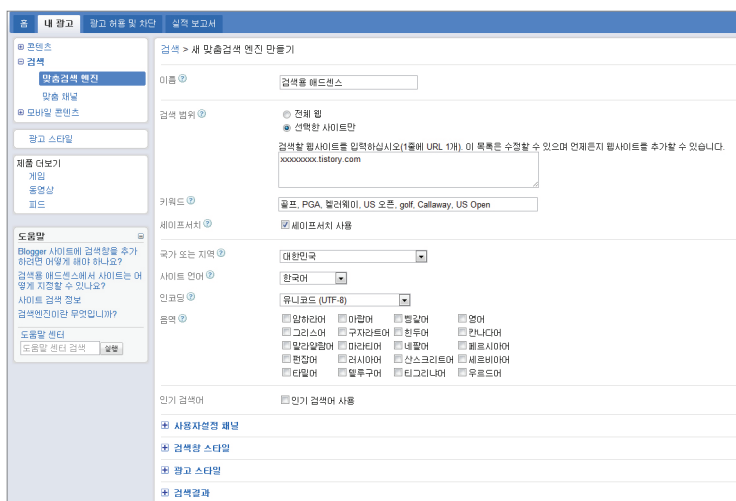 홈 내 광고 광고 허용 및 차단 실적 보고서
콘텐츠
검색
맞춤검색 엔진
맞춤 채널
모바일 콘텐츠
광고 스타일
제품 더보기
게임
동영상
피드
도움말
Blogger 사이트에 검색창을 추가
하려면 어떻게 해야 하나요?
검색용 애드센스에서 사이트는 어
떻게 지정할 수 있나요?
사이트 검색 정보
검색엔진이란 무엇입니까?
도움말 센터
도움말 센터 검색 실행
검색 > 새 맞춤검색 엔진 만들기
이름 검색용 애드센스
검색 범위 전체 웹
선택한 사이트만
검색할 웹사이트를 입력하십시오(1줄에 URL 1개). 이 목록은 수정할 수 있으며 언제든지 웹사이트를 추가할 수 있습니다.
xxxxxxxx.tistory.com
키워드 골프, PGA, 켈러웨이, US 오픈, golf, Callaway, US Open
세이프서치 세이프서치 사용
국가 또는 지역 대한민국
사이트 언어 한국어
인코딩 유니코드 (UTF-8)
음역 암하라어 아랍어 벵갈어 영어
그리스어 구자라트어 힌두어 칸나다어
말라얄람어 마라티어 네팔어 페르시아어
펀잡어 러시아어 산스크리트어 세르비아어
타밀어 텔루구어 티그리냐어 우르드어
인기 검색어 인기 검색어 사용
사용자설정 채널
검색창 스타일
광고 스타일
검색결과